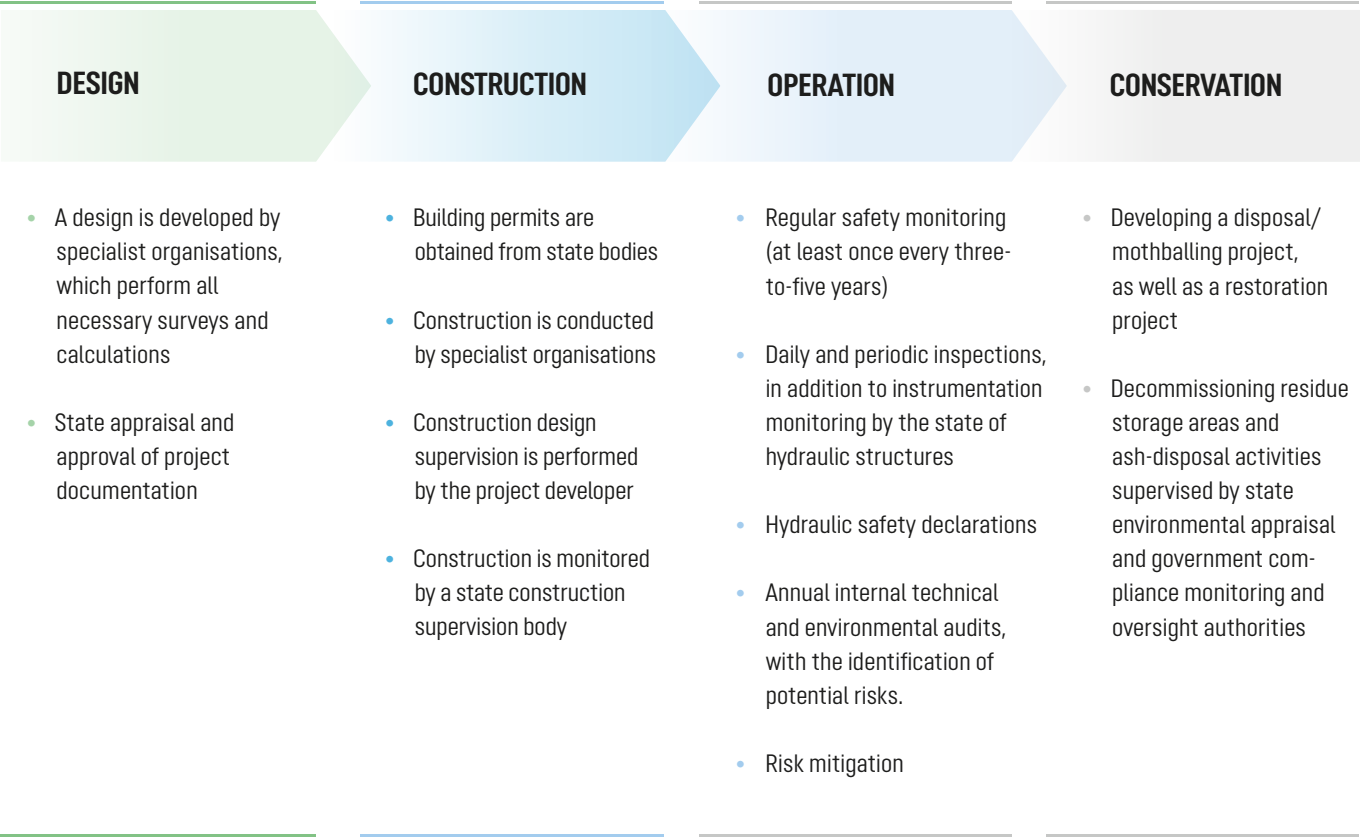 DESIGN
A design is developed by
specialist organisations,
which perform all
necessary surveys and
calculations
State appraisal and
approval of project
documentation
CONSTRUCTION
Building permits are
obtained from state bodies
Construction is conducted
by specialist organisations
Construction design
supervision is performed
by the project developer
Construction is monitored
by a state construction
supervision body
OPERATION
Regular safety monitoring
(at least once every three-
to-five years)
Daily and periodic inspections,
in addition to instrumentation
monitoring by the state of
hydraulic structures
Hydraulic safety declarations
Annual internal technical
and environmental audits,
with the identification of
potential risks.
Risk mitigation
CONSERVATION
Developing a disposal/
mothballing project,
as well as a restoration
project
Decommissioning residue
storage areas and
ash-disposal activities
supervised by state
environmental appraisal
and government com-
pliance monitoring and
oversight authorities